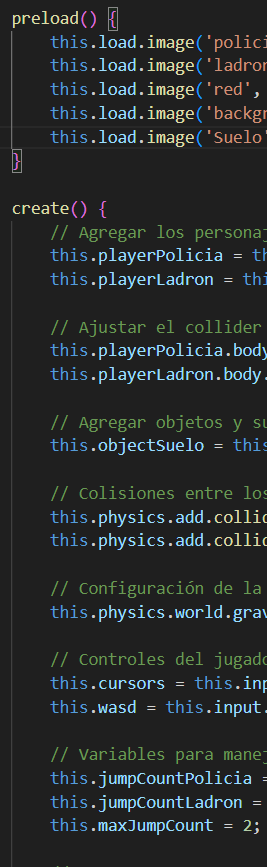 preload() {
this.load.image('polici
this.load.image('ladron
this.load.image('red',
this.load.image('backgr
this.load.image('Suelo'
}
create() {
// Agregar los personaj
this.playerPolicia = th
this.playerLadron = thi
// Ajustar el collider
this.playerPolicia.body
this.playerLadron.body.
// Agregar objetos y su
this.objectSuelo = this
// Colisiones entre los
this.physics.add.collid
this.physics.add.collid
// Configuración de la
this.physics.world.grav
// Controles del jugado
this.cursors = this.inp
this.wasd = this.input.
// Variables para manej
this.jumpCountPolicia =
this.jumpCountLadron =
this.maxJumpCount = 2;